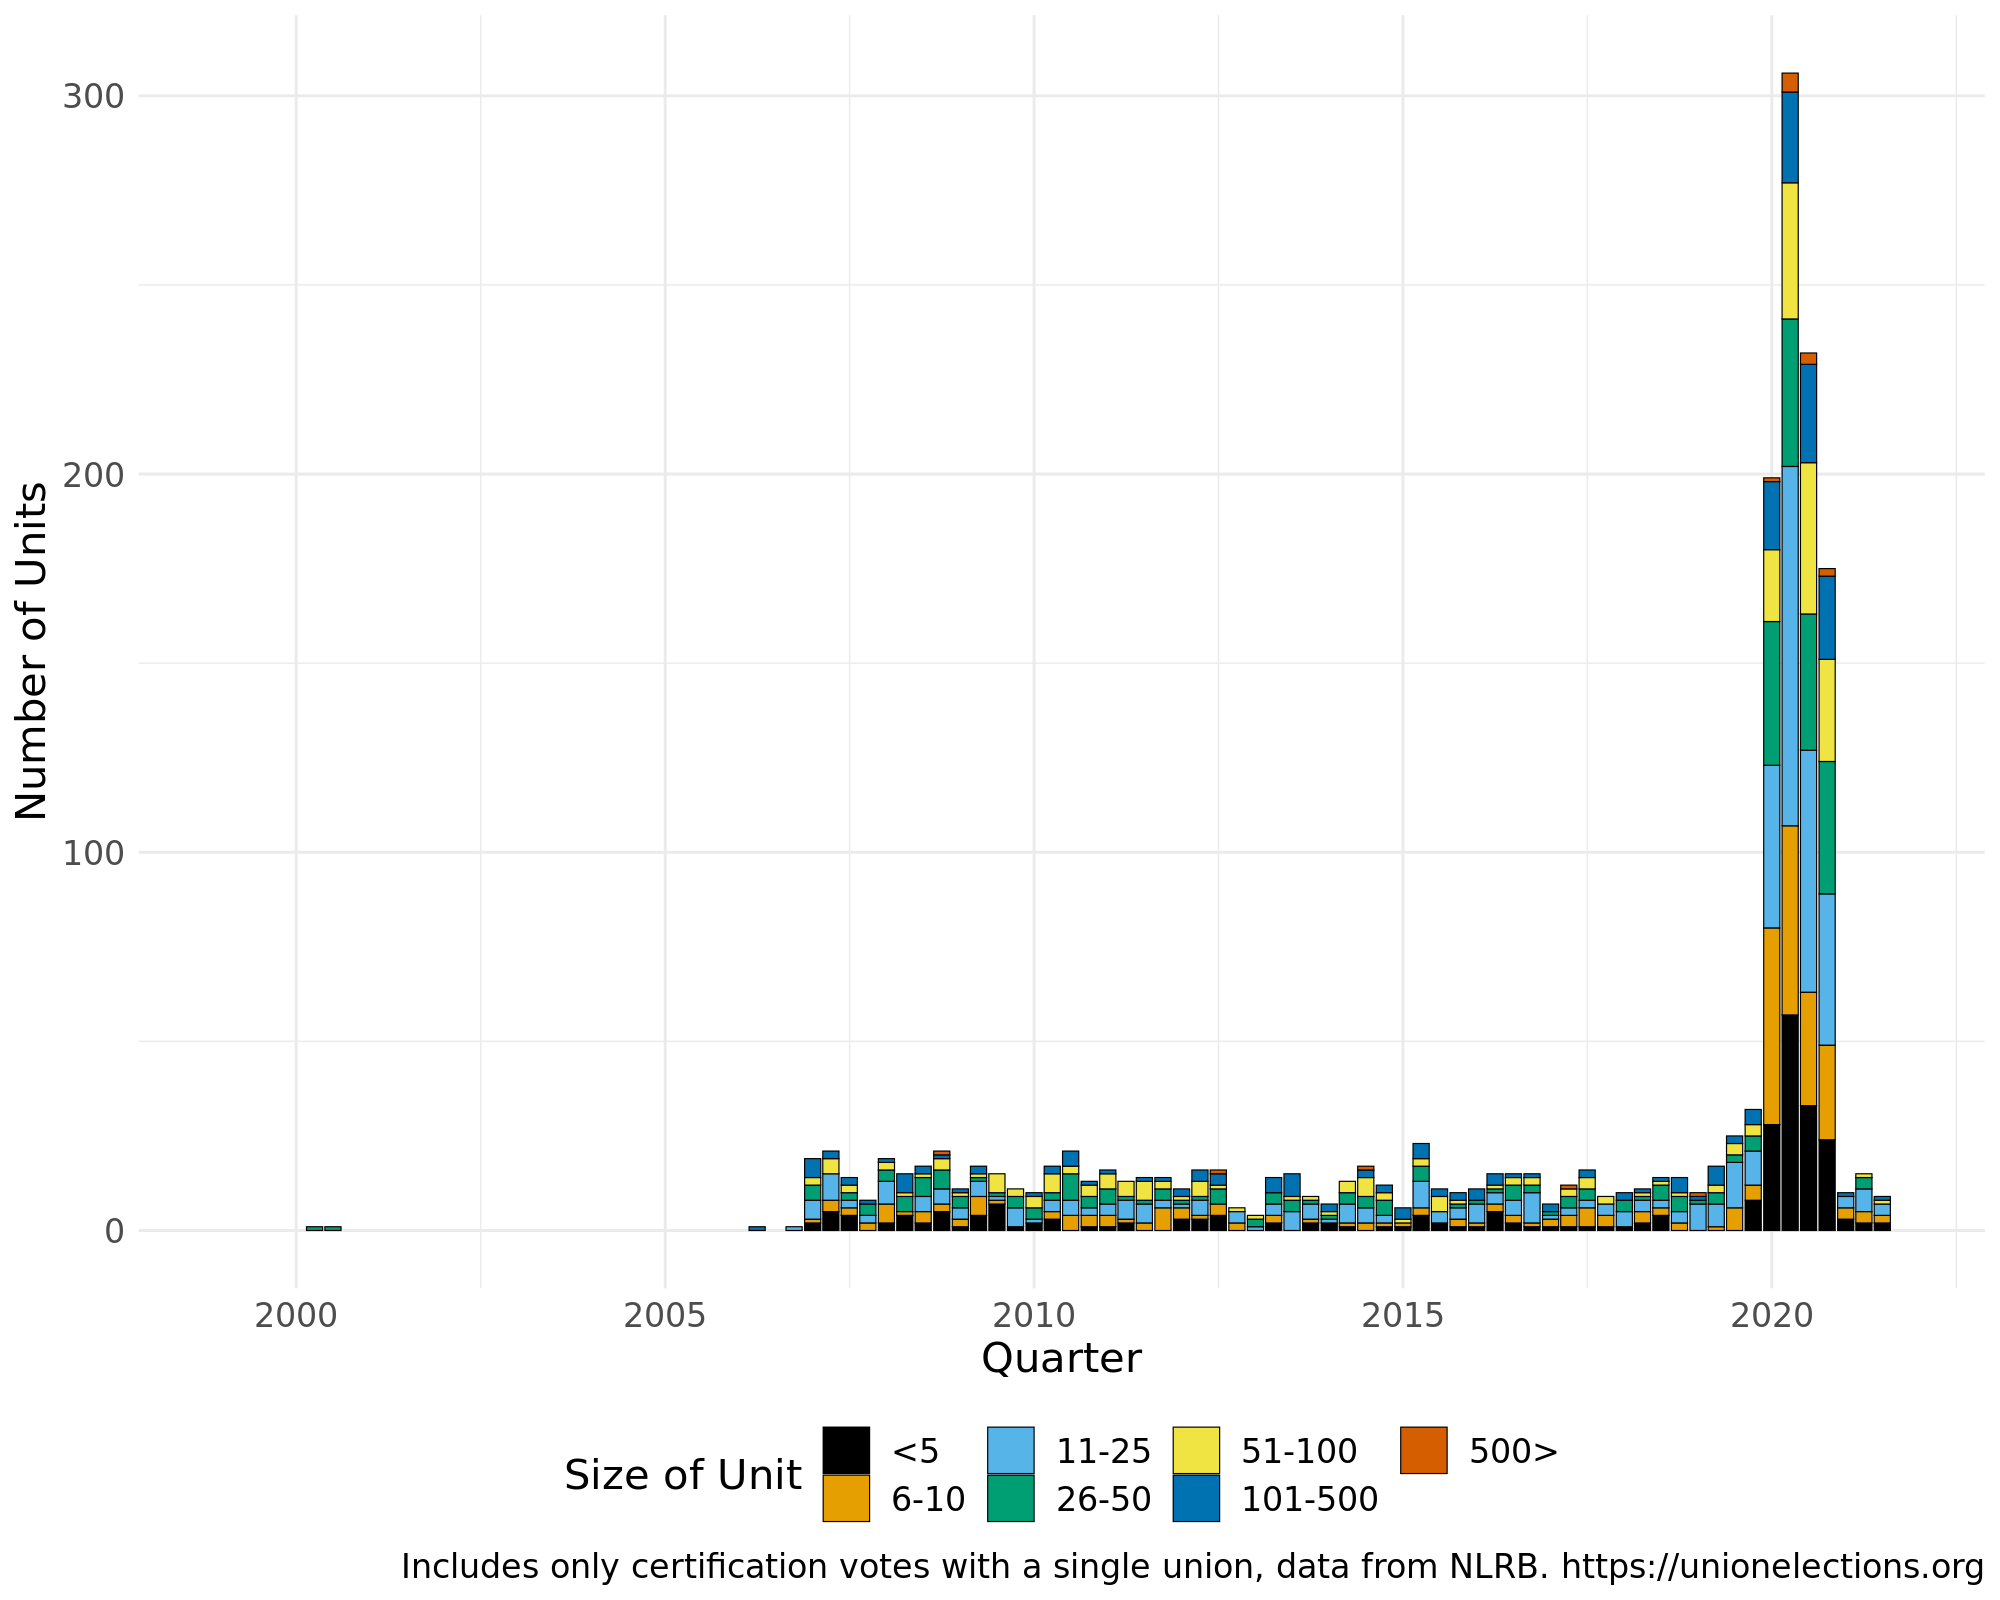 300
200
100
0
Number of Units
2000 2005 2010 2015 2020
Quarter
Size of Unit
<5 11-25 51-100 500>
6-10 26-50 101-500
Includes only certification votes with a single union, data from NLRB. https://unionelections.org